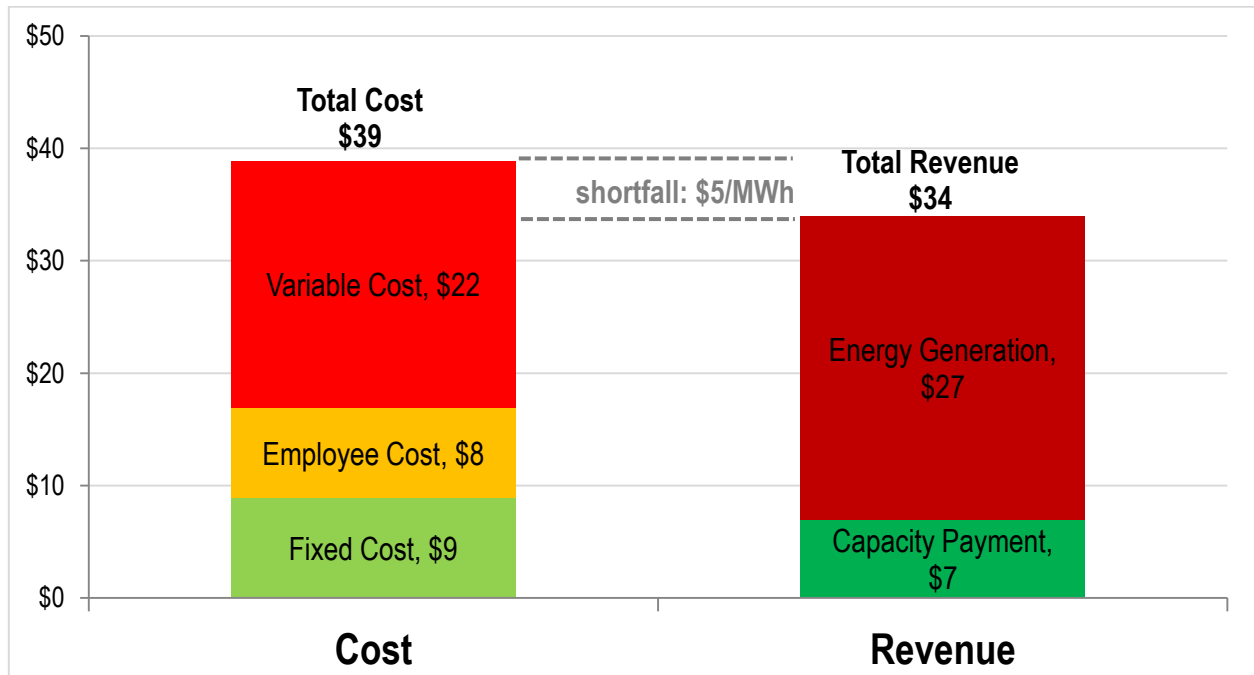 $50
$40
$30
$20
$10
$0
Total Cost
$39
shortfall: $5/MWh
Total Revenue
$34
Variable Cost, $22
Employee Cost, $8
Fixed Cost, $9
Energy Generation,
$27
Capacity Payment,
$7
Cost
Revenue